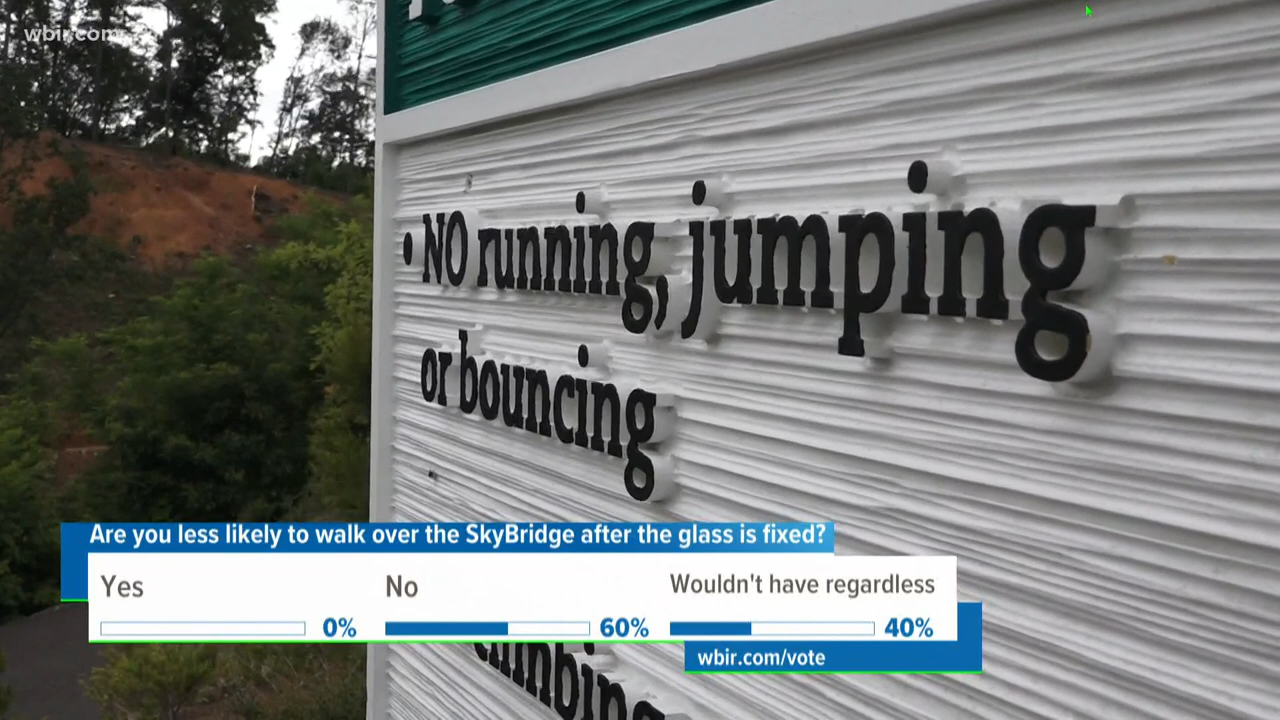 wbir.com
• NO running, jumping
or bouncing
climbing
Are you less likely to walk over the SkyBridge after the glass is fixed?
Yes No Wouldn't have regardless
0% 60% 40%
wbir.com/vote